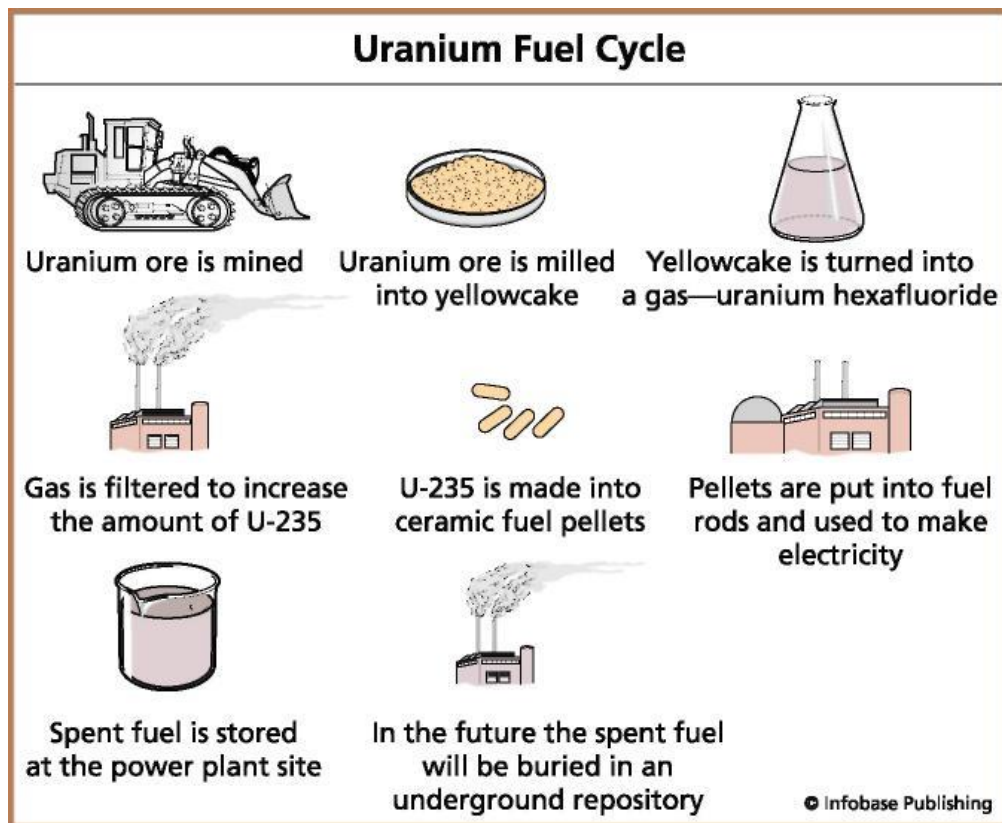 Uranium Fuel Cycle
Uranium ore is mined
Uranium ore is milled
into yellowcake
Yellowcake is turned into
a gas—uranium hexafluoride
Gas is filtered to increase
the amount of U-235
U-235 is made into
ceramic fuel pellets
Pellets are put into fuel
rods and used to make
electricity
Spent fuel is stored
at the power plant site
In the future the spent fuel
will be buried in an
underground repository
© Infobase Publishing